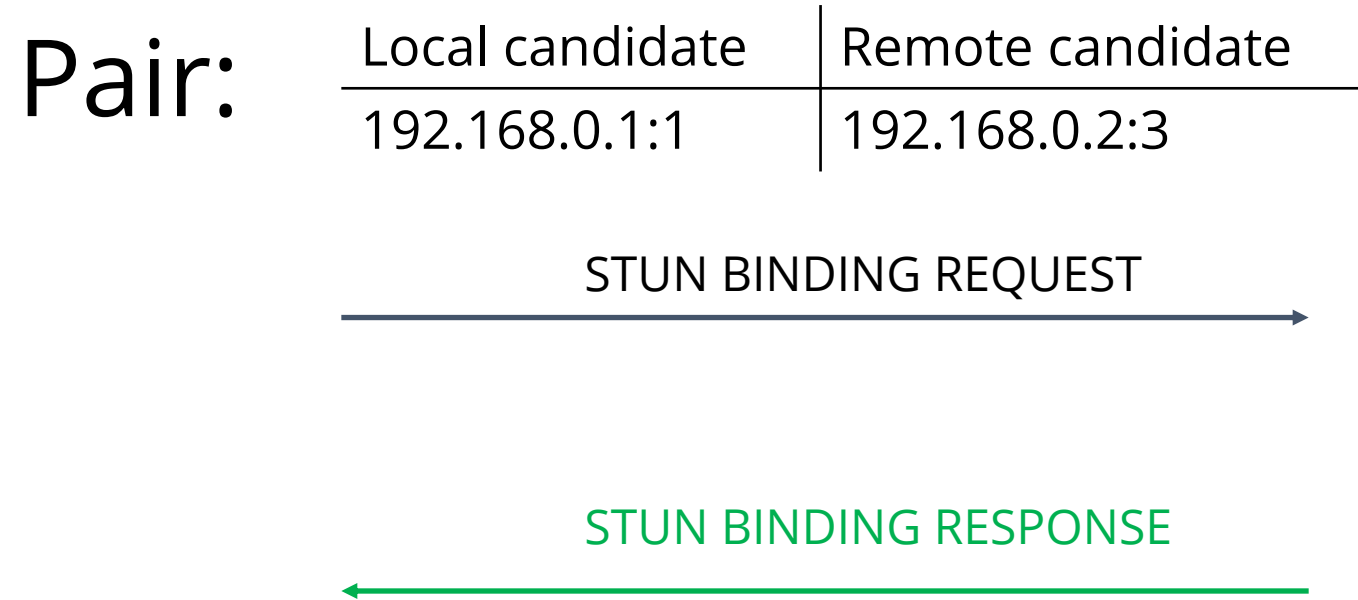 Pair:
Local candidate Remote candidate
192.168.0.1:1 192.168.0.2:3
STUN BINDING REQUEST
STUN BINDING RESPONSE